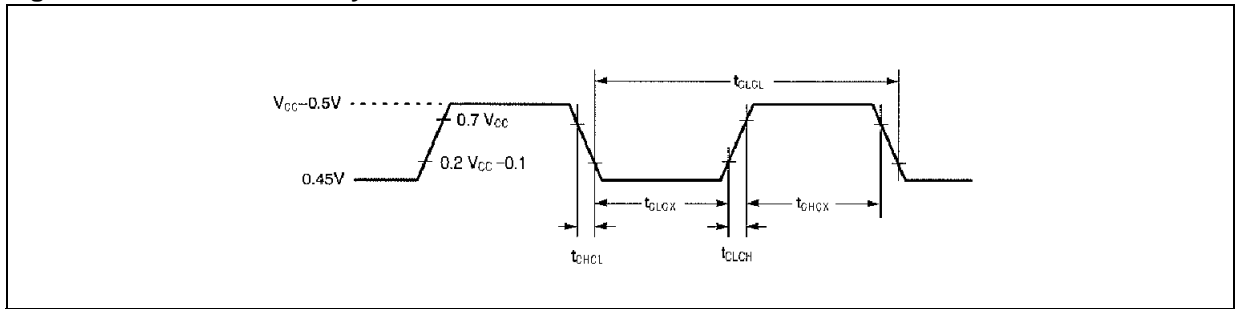 tCLCL
VCC–0.5V
0.7 VCC
0.2 VCC –0.1
0.45V
tCLCX
tCHCX
tCHCL
tCLCH